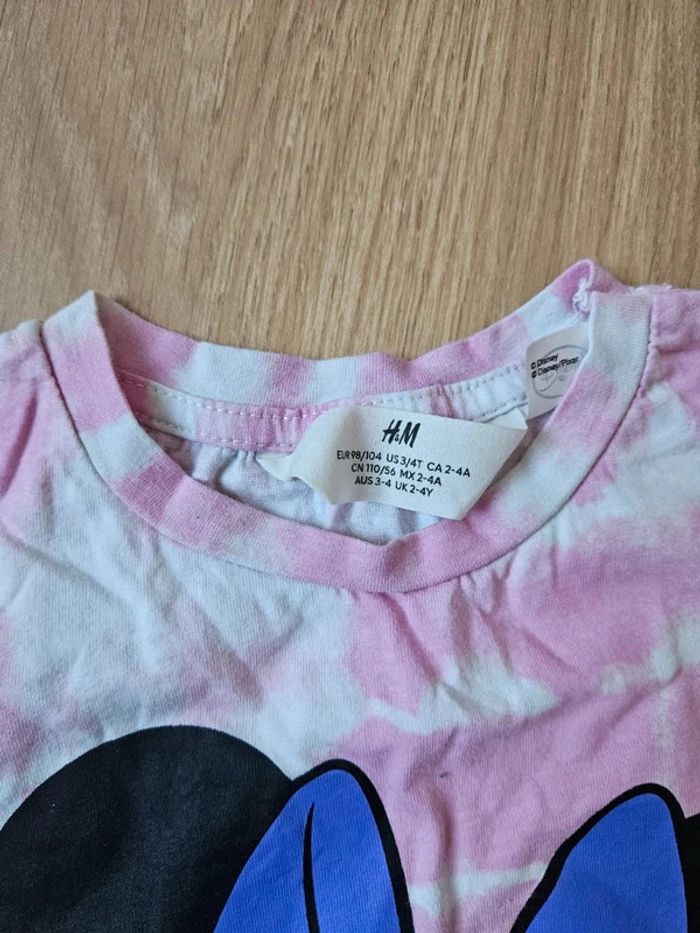 H&M
EUR 98/104 US 3/4T CA 2-4A
CN 110/56 MX 2-4A
AUS 3-4 UK 2-4Y
© Disney
© Disney/Pixar